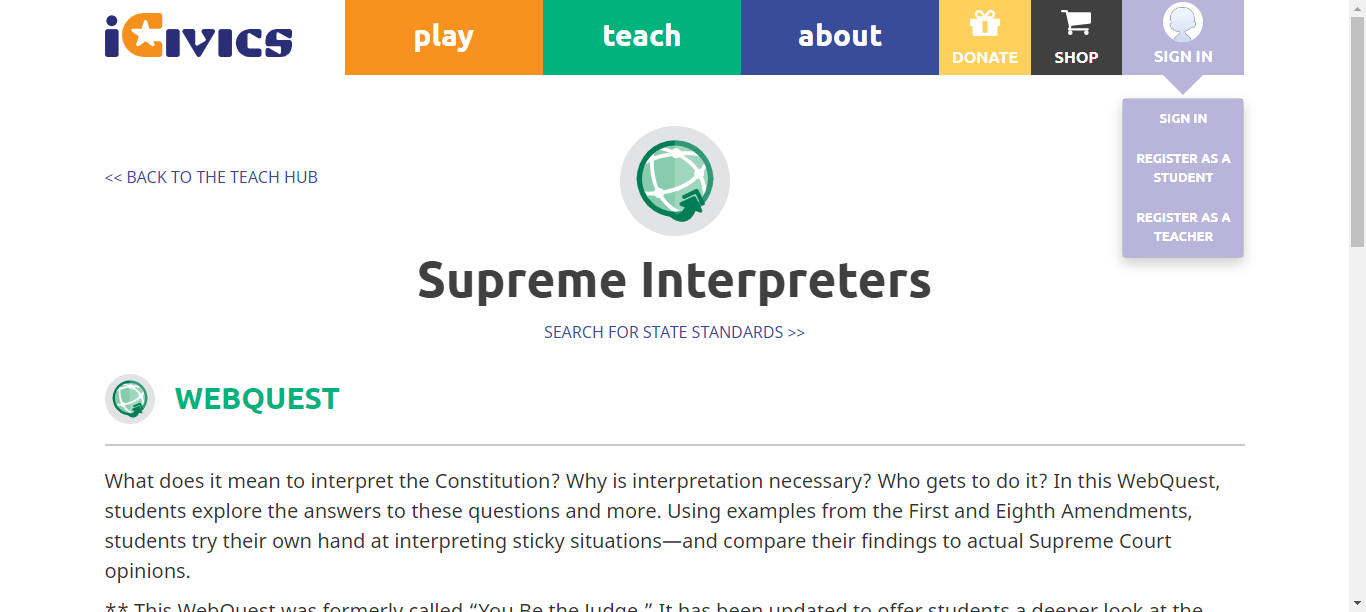 iCIVICS
play
teach
about
DONATE
SHOP
SIGN IN
SIGN IN
REGISTER AS A
STUDENT
REGISTER AS A
TEACHER
<< BACK TO THE TEACH HUB
Supreme Interpreters
SEARCH FOR STATE STANDARDS >>
WEBQUEST
What does it mean to interpret the Constitution? Why is interpretation necessary? Who gets to do it? In this WebQuest,
students explore the answers to these questions and more. Using examples from the First and Eighth Amendments,
students try their own hand at interpreting sticky situations—and compare their findings to actual Supreme Court
opinions.
** This WebQuest was formerly called “You Be the Judge.” It has been updated to offer students a deeper look at the